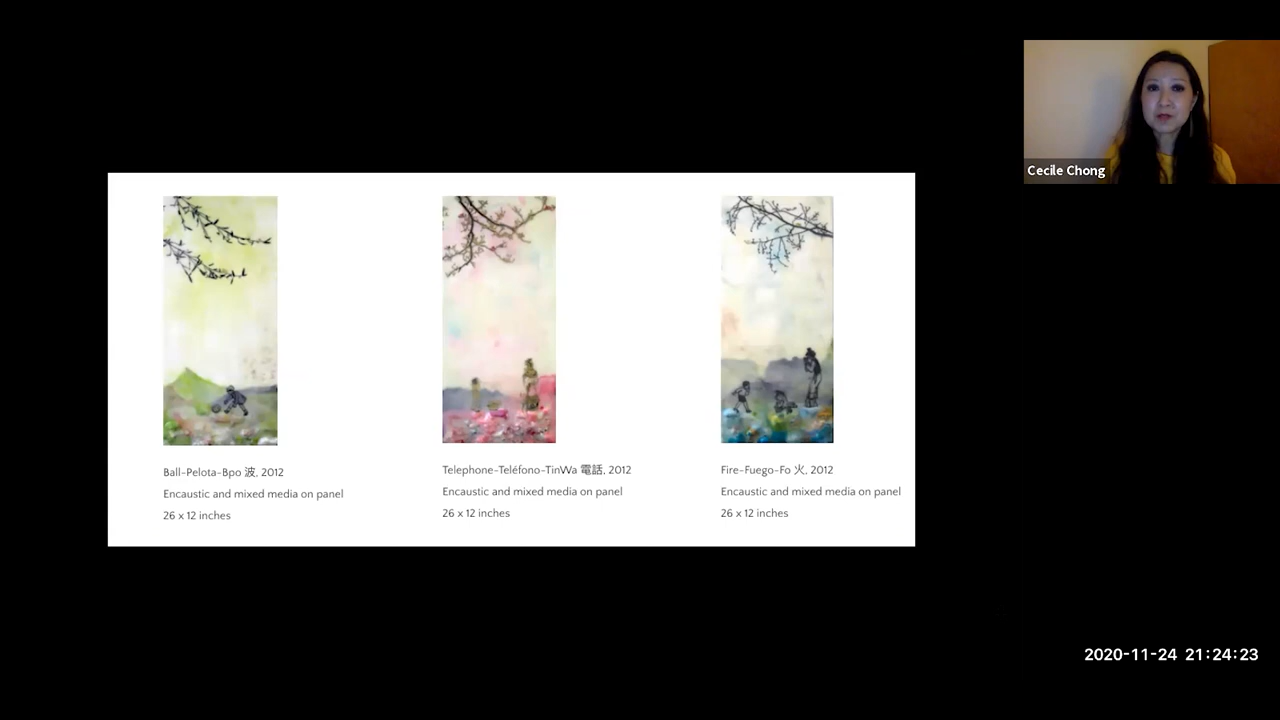 Cecile Chong
Ball-Pelota-Bpo 波, 2012
Encaustic and mixed media on panel
26 x 12 inches
Telephone-Teléfono-TinWa 電話, 2012
Encaustic and mixed media on panel
26 x 12 inches
Fire-Fuego-Fo 火, 2012
Encaustic and mixed media on panel
26 x 12 inches
2020-11-24 21:24:23